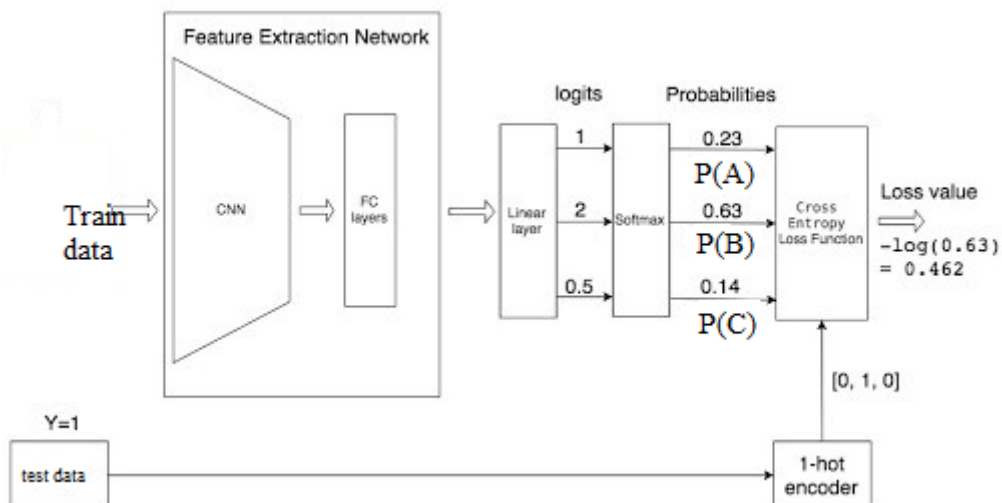 Feature Extraction Network
logits
Probabilities
1
0.23
P(A)
Train
data
CNN
FC
layers
Linear
layer
2
Softmax
0.63
P(B)
Cross
Entropy
Loss Function
Loss value
-log(0.63)
= 0.462
0.5
0.14
P(C)
[0, 1, 0]
Y=1
test data
1-hot
encoder